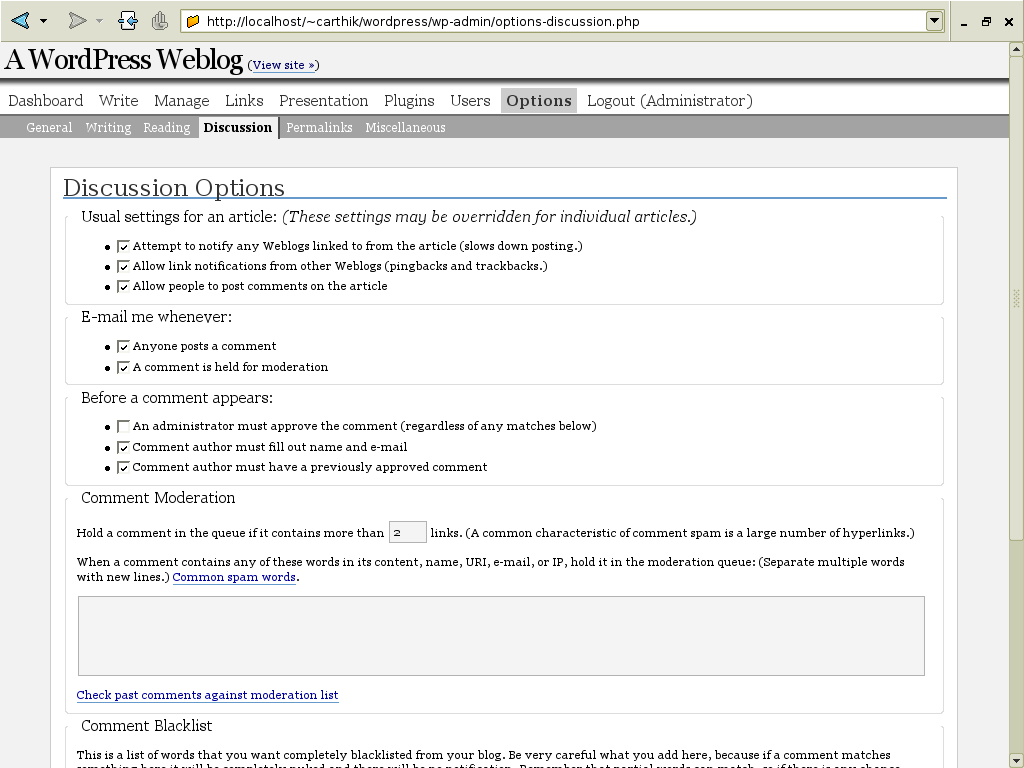 http://localhost/~carthik/wordpress/wp-admin/options-discussion.php
A WordPress Weblog (View site »)
Dashboard Write Manage Links Presentation Plugins Users Options Logout (Administrator)
General Writing Reading Discussion Permalinks Miscellaneous
Discussion Options
Usual settings for an article: (These settings may be overridden for individual articles.)
Attempt to notify any Weblogs linked to from the article (slows down posting.)
Allow link notifications from other Weblogs (pingbacks and trackbacks.)
Allow people to post comments on the article
E-mail me whenever:
Anyone posts a comment
A comment is held for moderation
Before a comment appears:
An administrator must approve the comment (regardless of any matches below)
Comment author must fill out name and e-mail
Comment author must have a previously approved comment
Comment Moderation
Hold a comment in the queue if it contains more than 2 links. (A common characteristic of comment spam is a large number of hyperlinks.)
When a comment contains any of these words in its content, name, URI, e-mail, or IP, hold it in the moderation queue: (Separate multiple words
with new lines.) Common spam words.
Check past comments against moderation list
Comment Blacklist
This is a list of words that you want completely blacklisted from your blog. Be very careful what you add here, because if a comment matches